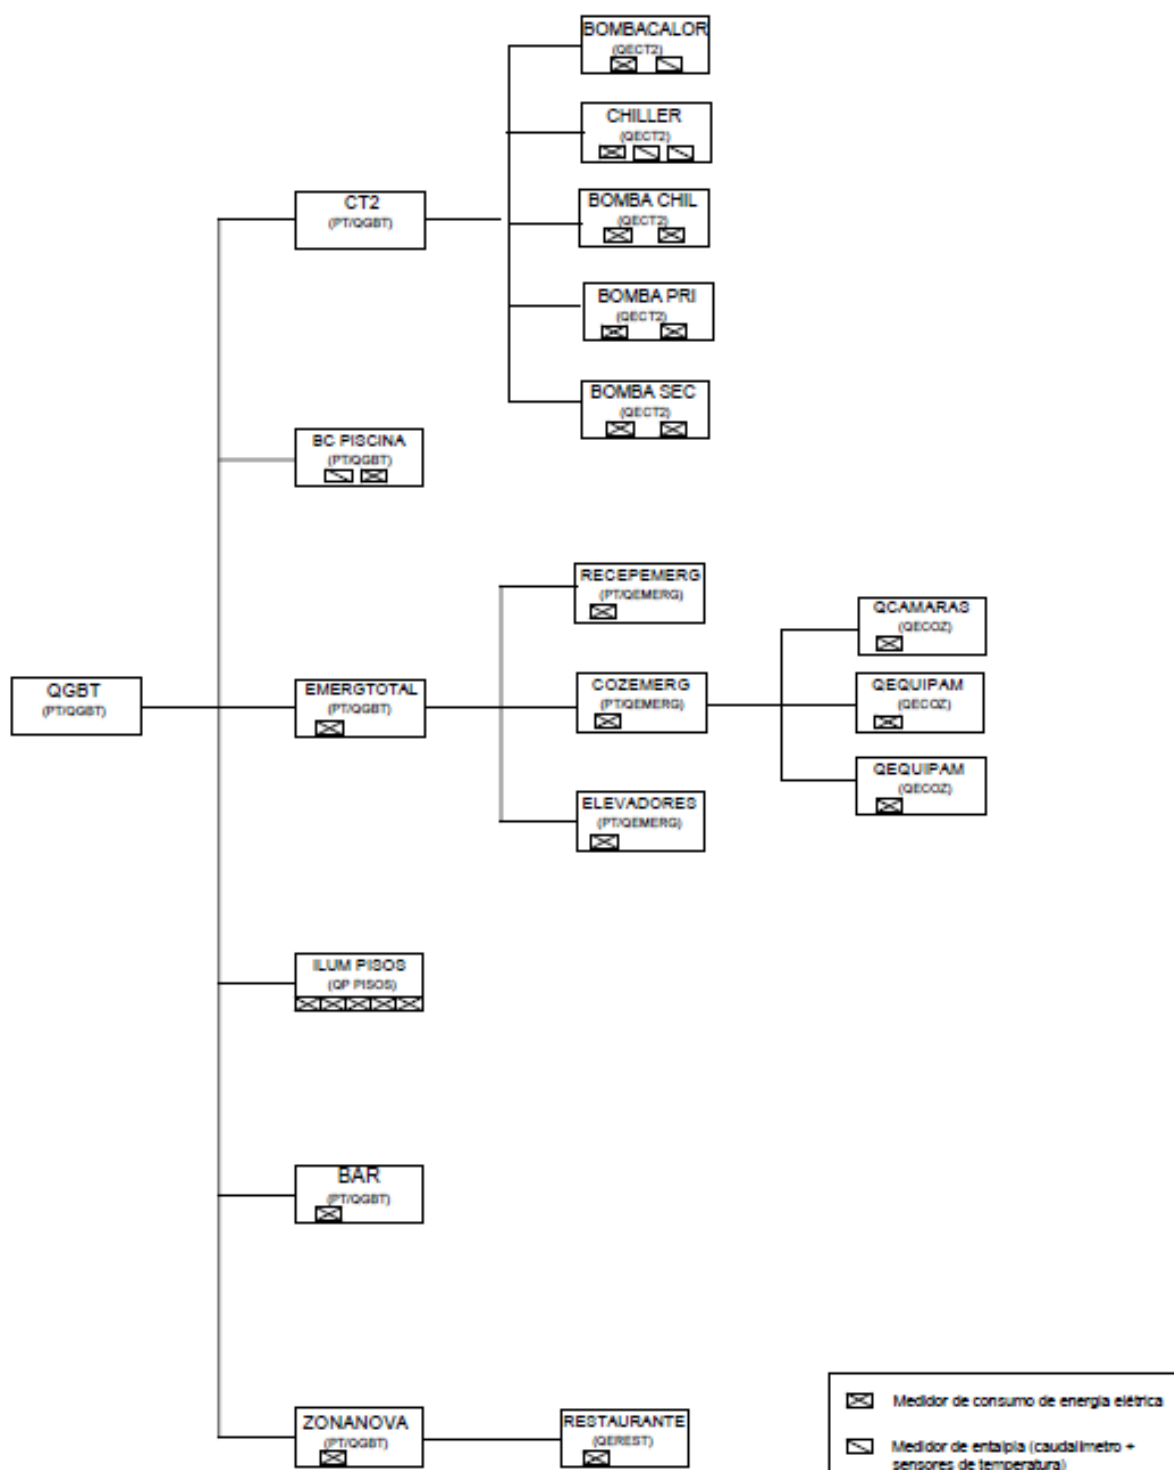 BOMBACALOR
(QECT2)
CHILLER
(QECT2)
CT2
(PT/QGBT)
BOMBA CHIL
(QECT2)
BOMBA PRI
(QECT2)
BOMBA SEC
(QECT2)
BC PISCINA
(PT/QGBT)
RECEPEMERG
(PT/QEMERG)
QCAMARAS
(QECOZ)
QGBT
(PT/QGBT)
EMERGTOTAL
(PT/QGBT)
COZEMERG
(PT/QEMERG)
QEQUIPAM
(QECOZ)
QEQUIPAM
(QECOZ)
ELEVADORES
(PT/QEMERG)
ILUM PISOS
(QP PISOS)
BAR
(PT/QGBT)
ZONANOVA
(PT/QGBT)
RESTAURANTE
(QEREST)
Medidor de consumo de energia elétrica
Medidor de entalpia (caudalímetro +
sensores de temperatura)